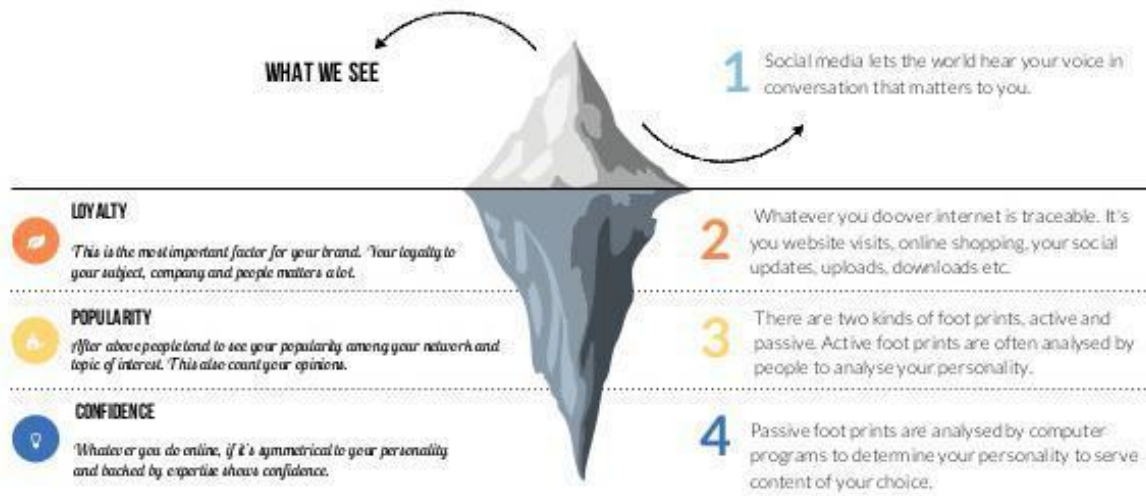 WHAT WE SEE
1
Social media lets the world hear your voice in
conversation that matters to you.
LOYALTY
This is the most important factor for your brand. Your loyalty to
your subject, company and people matters a lot.
2
Whatever you do over internet is traceable. It's
you website visits, online shopping, your social
updates, uploads, downloads etc.
POPULARITY
After above people tend to see your popularity among your network and
topic of interest. This also count your opinions.
3
There are two kinds of foot prints, active and
passive. Active foot prints are often analysed by
people to analyse your personality.
CONFIDENCE
Whatever you do online, if it's symmetrical to your personality
and backed by expertise shows confidence.
4
Passive foot prints are analysed by computer
programs to determine your personality to serve
content of your choice.